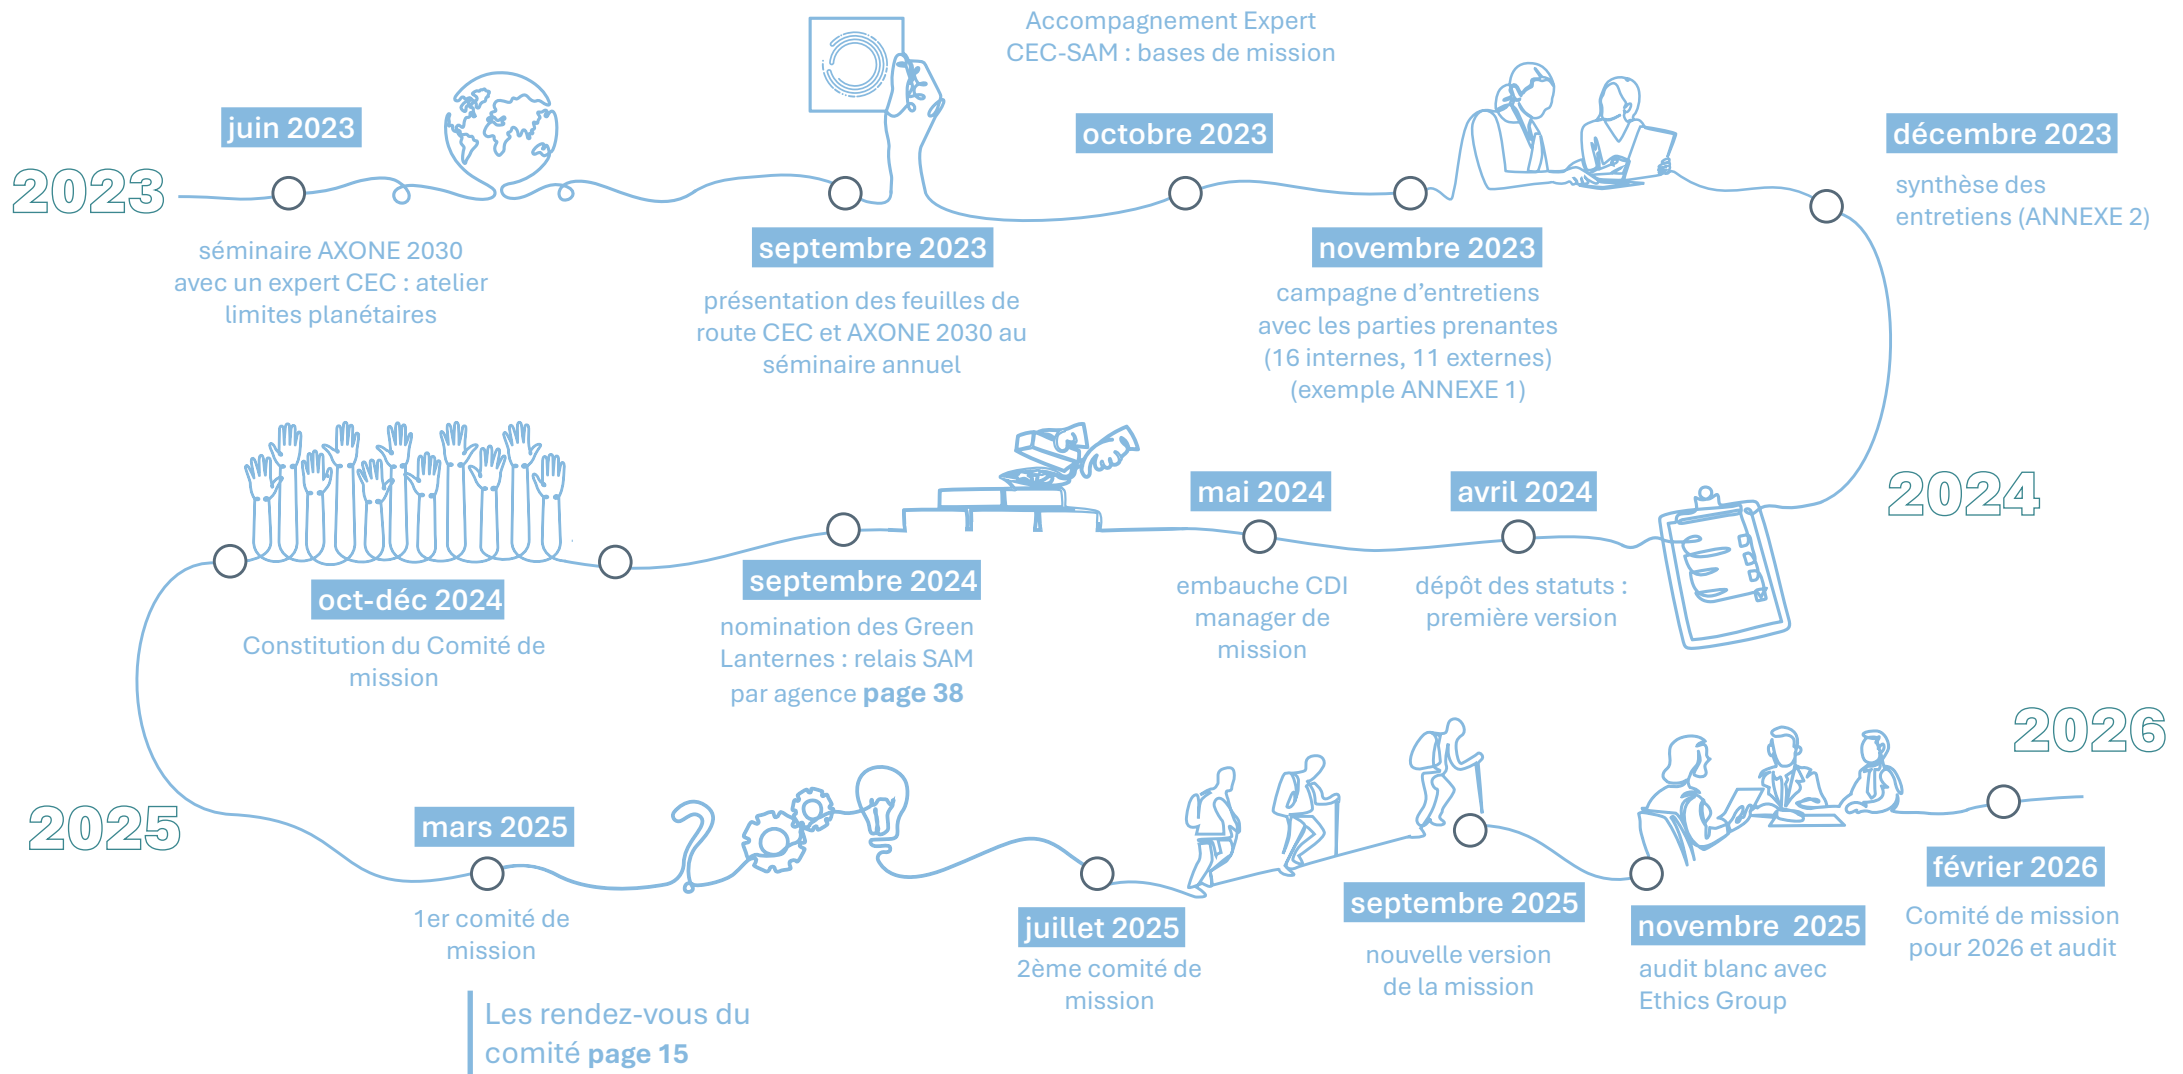 2023
juin 2023
séminaire AXONE 2030
avec un expert CEC : atelier
limites planétaires
septembre 2023
présentation des feuilles de
route CEC et AXONE 2030 au
séminaire annuel
Accompagnement Expert
CEC-SAM : bases de mission
octobre 2023
novembre 2023
campagne d’entretiens
avec les parties prenantes
(16 internes, 11 externes)
(exemple ANNEXE 1)
décembre 2023
synthèse des
entretiens (ANNEXE 2)
2024
avril 2024
dépôt des statuts :
première version
mai 2024
embauche CDI
manager de
mission
septembre 2024
nomination des Green
Lanternes : relais SAM
par agence page 38
oct-déc 2024
Constitution du Comité de
mission
2025
mars 2025
1er comité de
mission
Les rendez-vous du
comité page 15
juillet 2025
2ème comité de
mission
septembre 2025
nouvelle version
de la mission
novembre 2025
audit blanc avec
Ethics Group
2026
février 2026
Comité de mission
pour 2026 et audit